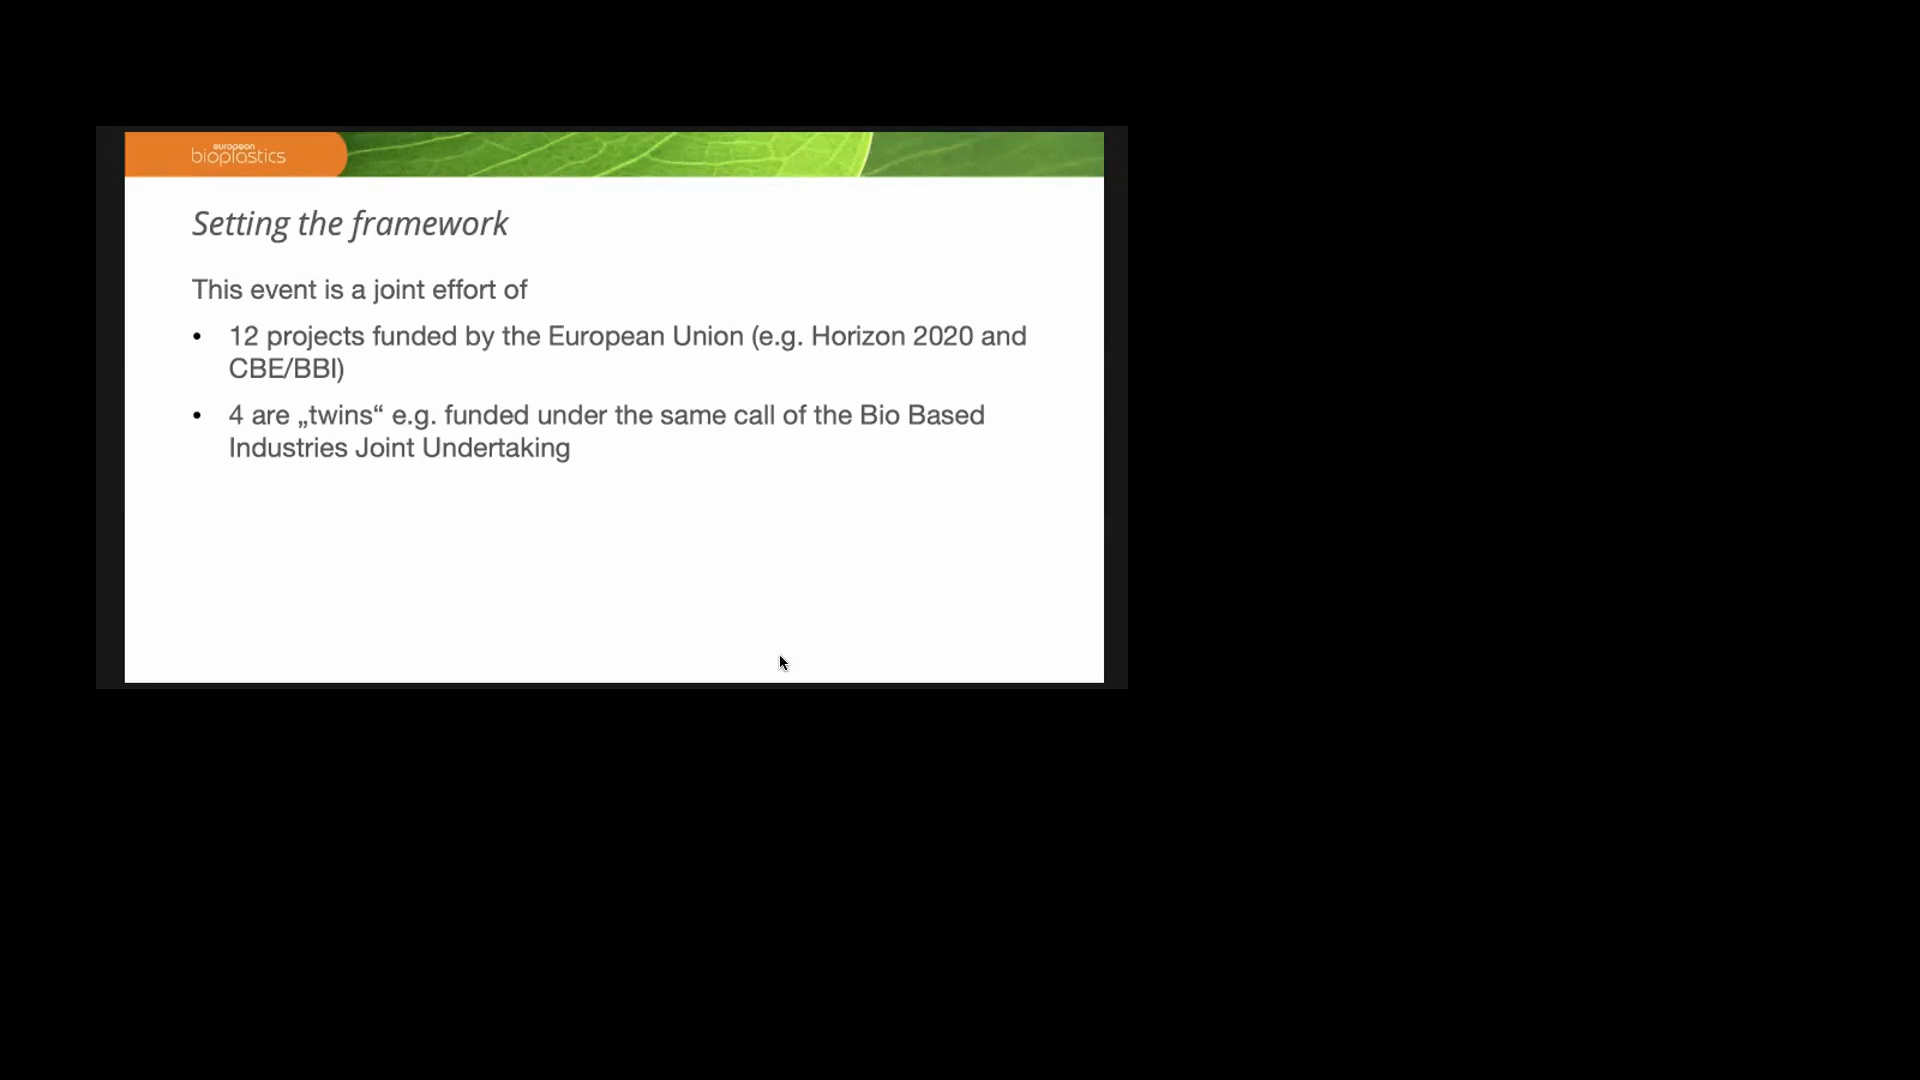 european
bioplastics
Setting the framework
This event is a joint effort of
• 12 projects funded by the European Union (e.g. Horizon 2020 and
CBE/BBI)
• 4 are „twins“ e.g. funded under the same call of the Bio Based
Industries Joint Undertaking